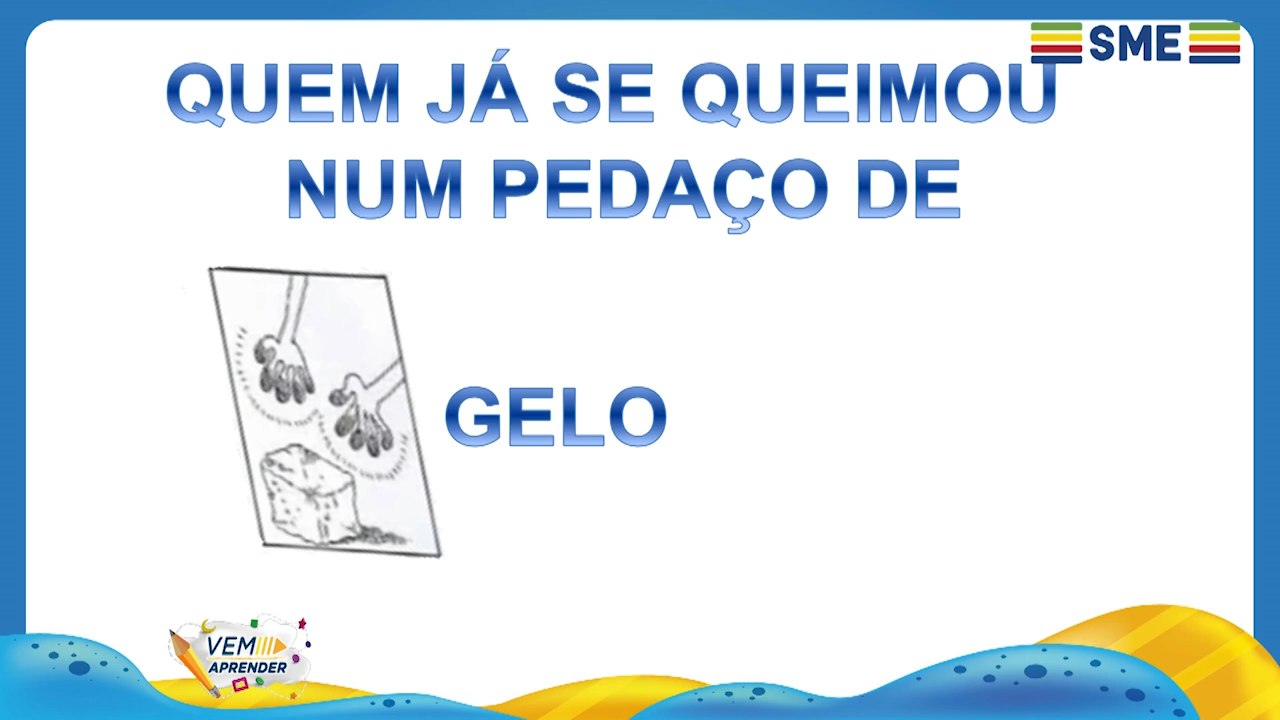 SME
QUEM JÁ SE QUEIMOU
NUM PEDAÇO DE
GELO
VEM
APRENDER